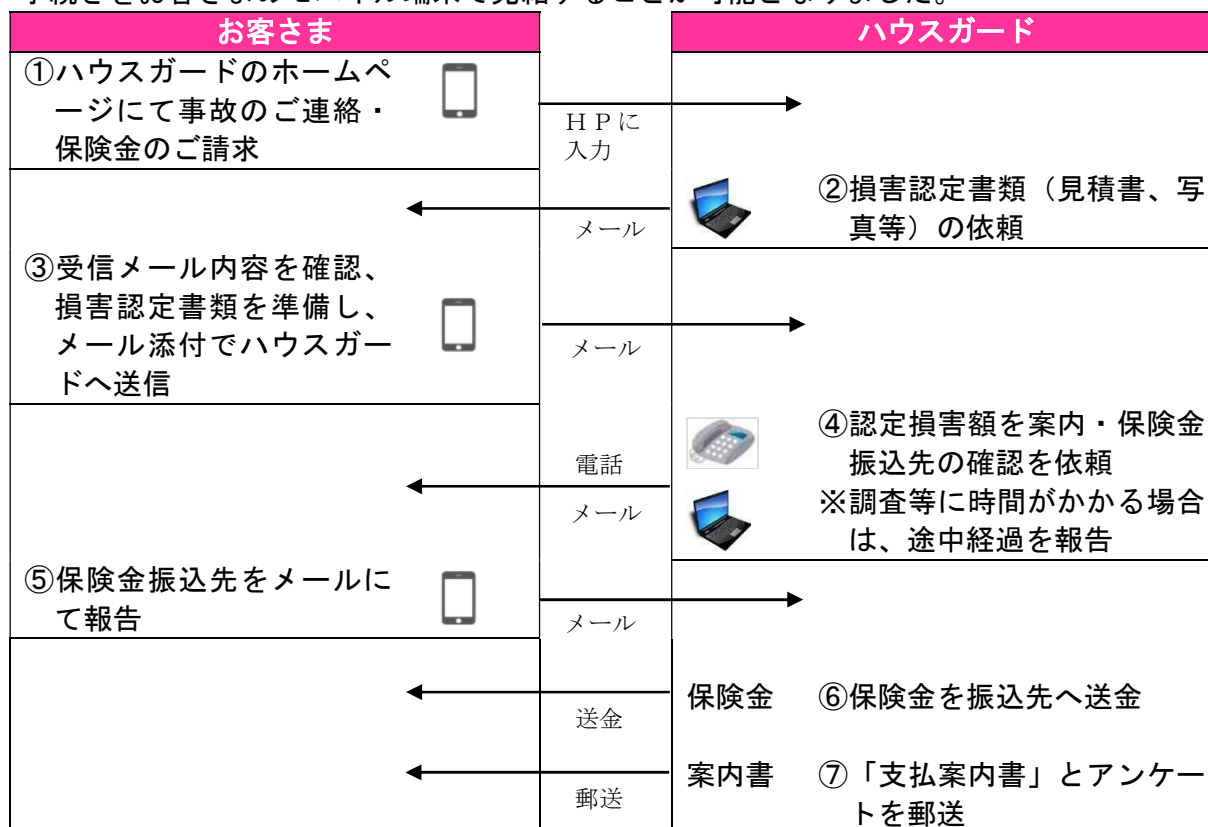 手続きをお客さまのモバイル端末で完結することが可能となりました。
お客さま
ハウスガード
①ハウスガードのホームペ
ージにて事故のご連絡・
保険金のご請求
ＨＰに
入力
メール
②損害認定書類（見積書、写
真等）の依頼
③受信メール内容を確認、
損害認定書類を準備し、
メール添付でハウスガー
ドへ送信
メール
電話
メール
④認定損害額を案内・保険金
振込先の確認を依頼
※調査等に時間がかかる場合
は、途中経過を報告
⑤保険金振込先をメールに
て報告
メール
送金
保険金
⑥保険金を振込先へ送金
郵送
案内書
⑦「支払案内書」とアンケー
トを郵送